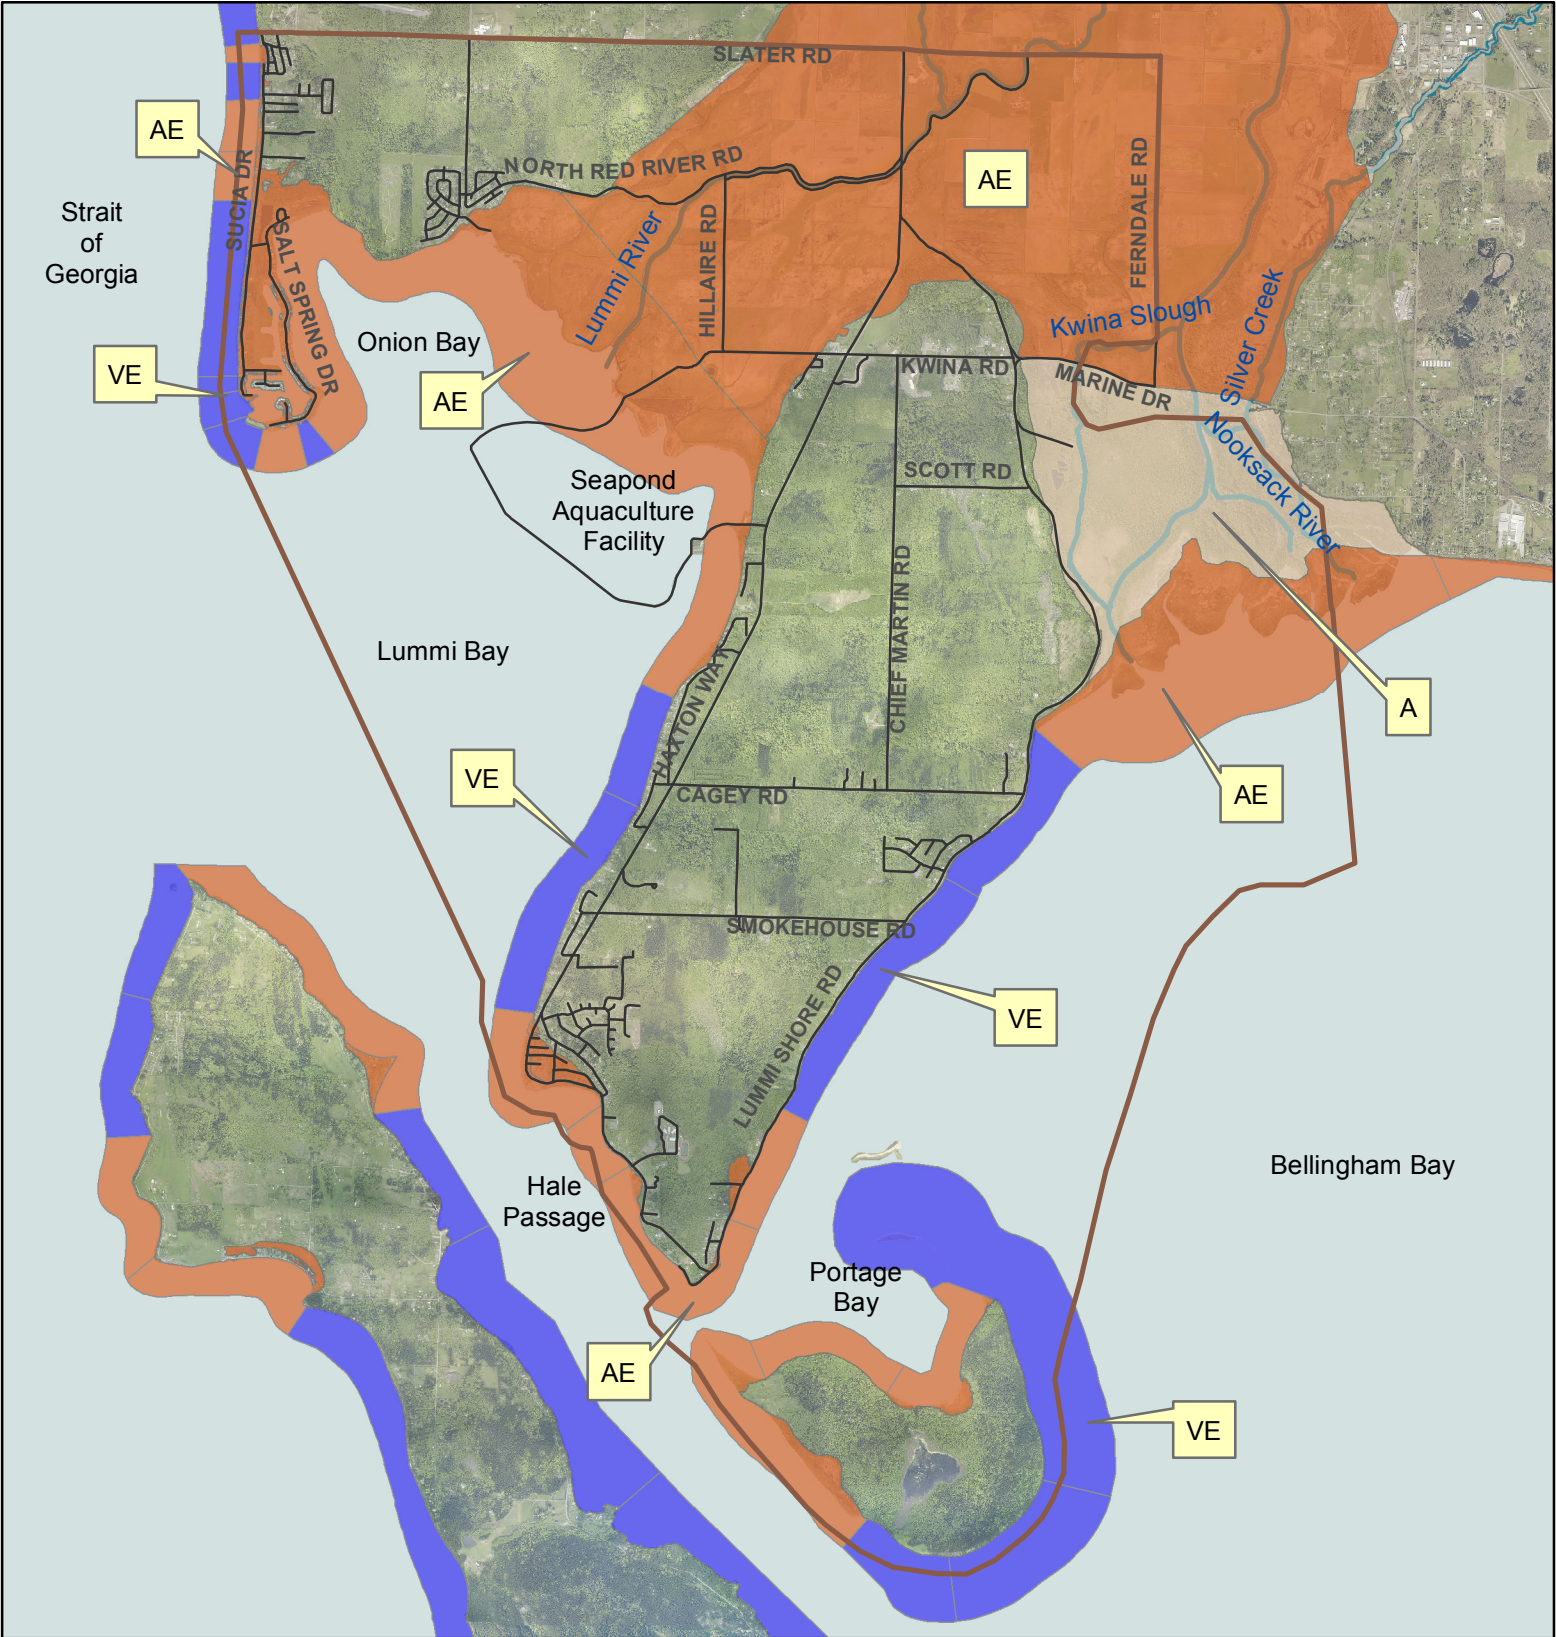 SLATER RD
AE
NORTH RED RIVER RD
AE
FERNDALE RD
SUCIA DR
Strait
of
Georgia
SALT SPRING DR
Lummi River
HILLAIRE RD
Kwina Slough
Silver Creek
Onion Bay
VE
AE
KWINA RD
MARINE DR
Nooksack River
SCOTT RD
Seapond
Aquaculture
Facility
CHIEF MARTIN RD
Lummi Bay
HAXTON WAY
A
VE
CAGEY RD
AE
SMOKEHOUSE RD
VE
LUMMI SHORE RD
Bellingham Bay
Hale
Passage
Portage
Bay
AE
VE